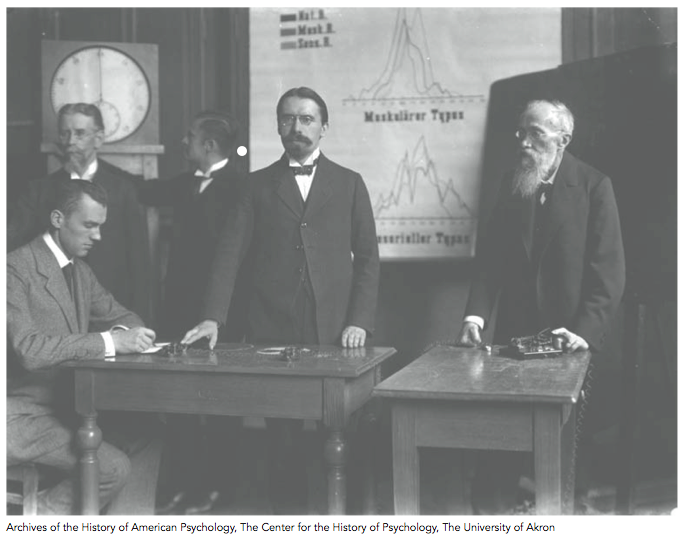 Nat. R.
Musk. R.
Sens. R.
Muskulärer Typus
ensorieller Typus
Archives of the History of American Psychology, The Center for the History of Psychology, The University of Akron